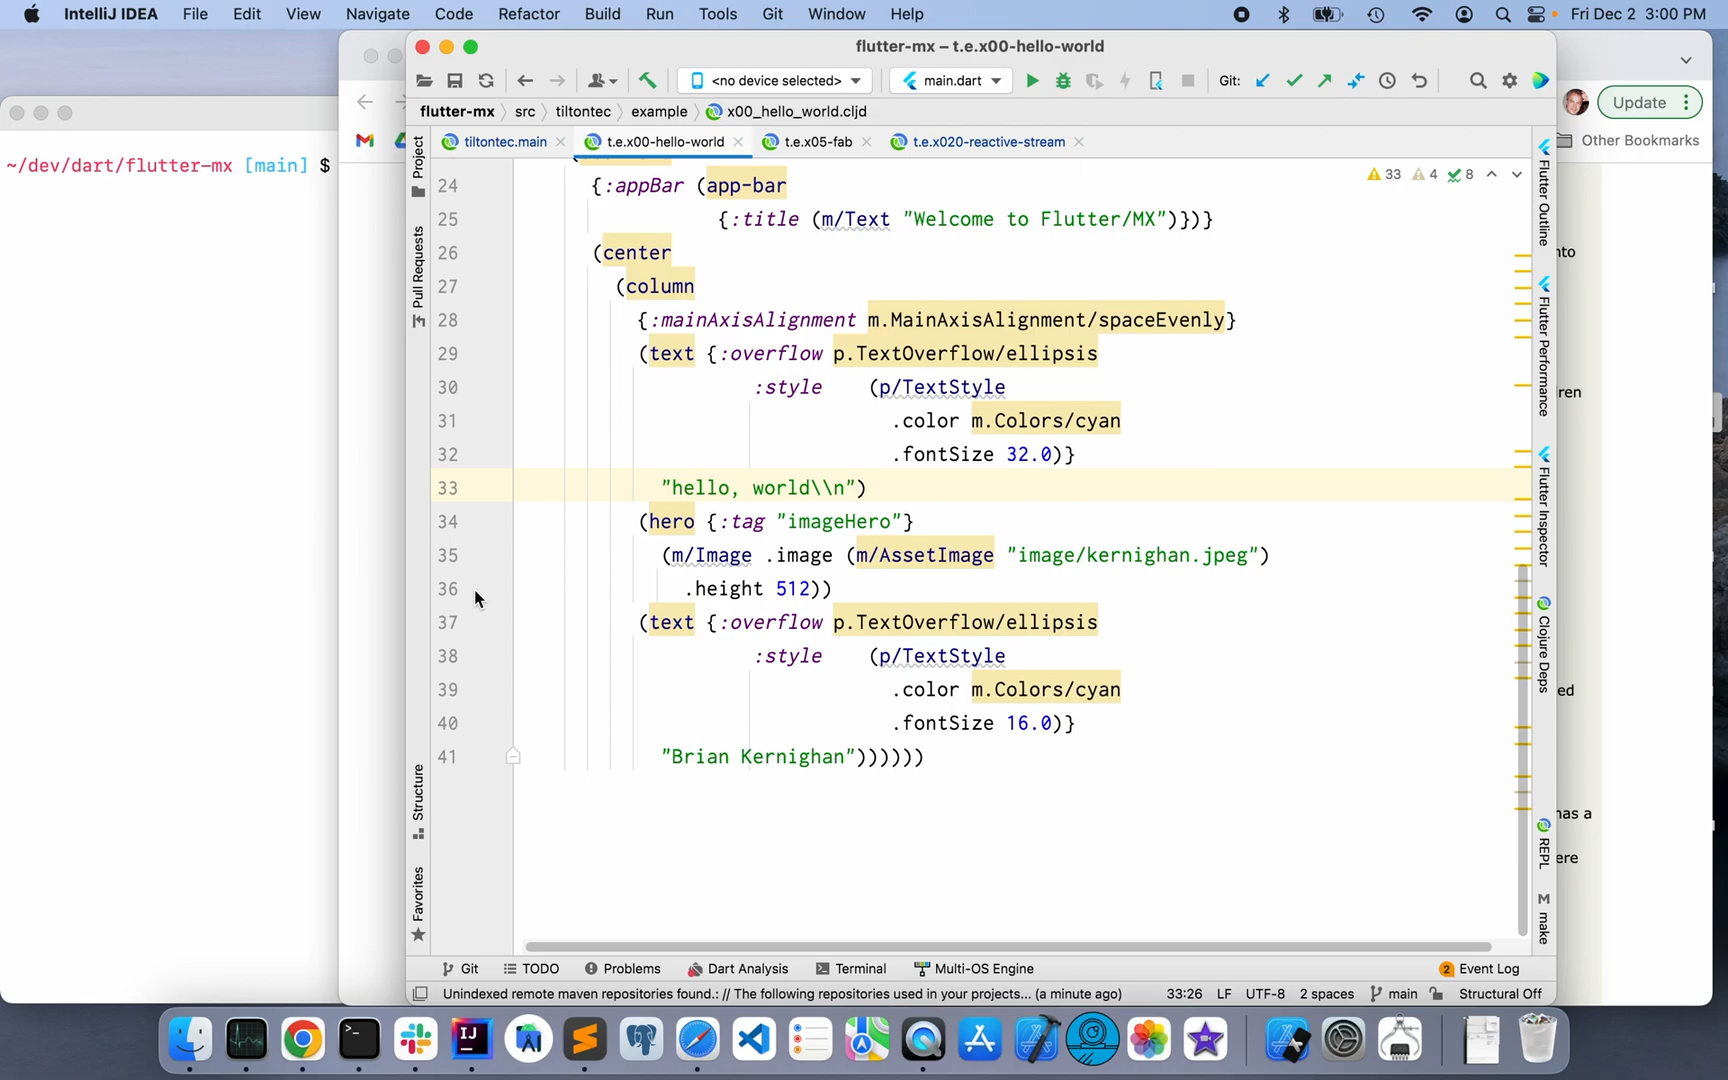 IntelliJ IDEA File Edit View Navigate Code Refactor Build Run Tools Git Window Help Fri Dec 2 3:00 PM
flutter-mx – t.e.x00-hello-world
<no device selected> main.dart Git:
Update
flutter-mx src tiltontec example x00_hello_world.cljd
Other Bookmarks
tiltontec.main t.e.x00-hello-world t.e.x05-fab t.e.x020-reactive-stream
~/dev/dart/flutter-mx [main] $
33 4 8
24 {:appBar (app-bar
25 {:title (m/Text "Welcome to Flutter/MX")})}
26 (center
27 (column
28 {:mainAxisAlignment m.MainAxisAlignment/spaceEvenly}
29 (text {:overflow p.TextOverflow/ellipsis
30 :style (p/TextStyle
31 .color m.Colors/cyan
32 .fontSize 32.0)}
33 "hello, world\\n")
34 (hero {:tag "imageHero"}
35 (m/Image .image (m/AssetImage "image/kernighan.jpeg")
36 .height 512))
37 (text {:overflow p.TextOverflow/ellipsis
38 :style (p/TextStyle
39 .color m.Colors/cyan
40 .fontSize 16.0)}
41 "Brian Kernighan"))))))
Project
Pull Requests
Structure
Favorites
Flutter Outline
Flutter Performance
Flutter Inspector
Clojure Deps
REPL
M make
nto
ren
ed
nas a
ere
Git TODO Problems Dart Analysis Terminal Multi-OS Engine 2 Event Log
Unindexed remote maven repositories found.: // The following repositories used in your projects... (a minute ago) 33:26 LF UTF-8 2 spaces main Structural Off
IJ